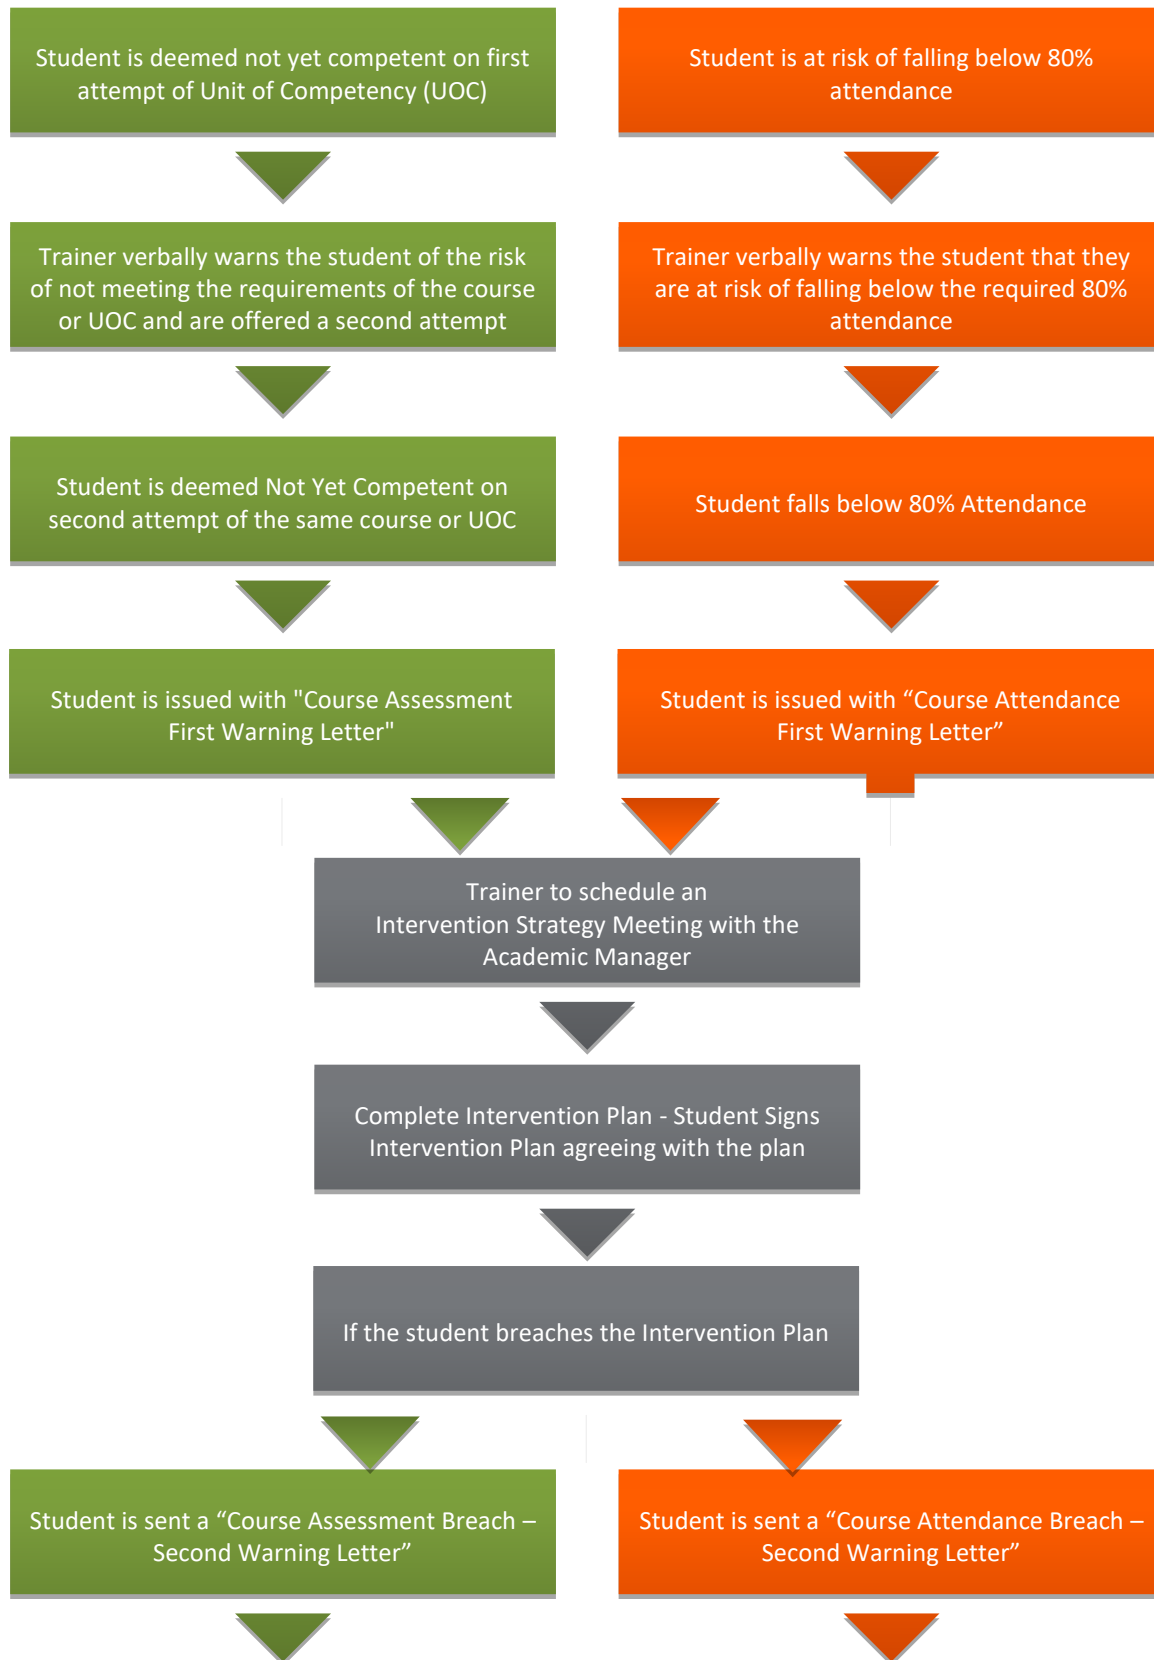 Student is deemed not yet competent on first
attempt of Unit of Competency (UOC)
Student is at risk of falling below 80%
attendance
Trainer verbally warns the student of the risk
of not meeting the requirements of the course
or UOC and are offered a second attempt
Trainer verbally warns the student that they
are at risk of falling below the required 80%
attendance
Student is deemed Not Yet Competent on
second attempt of the same course or UOC
Student falls below 80% Attendance
Student is issued with "Course Assessment
First Warning Letter"
Student is issued with “Course Attendance
First Warning Letter”
Trainer to schedule an
Intervention Strategy Meeting with the
Academic Manager
Complete Intervention Plan - Student Signs
Intervention Plan agreeing with the plan
If the student breaches the Intervention Plan
Student is sent a “Course Assessment Breach –
Second Warning Letter”
Student is sent a “Course Attendance Breach –
Second Warning Letter”